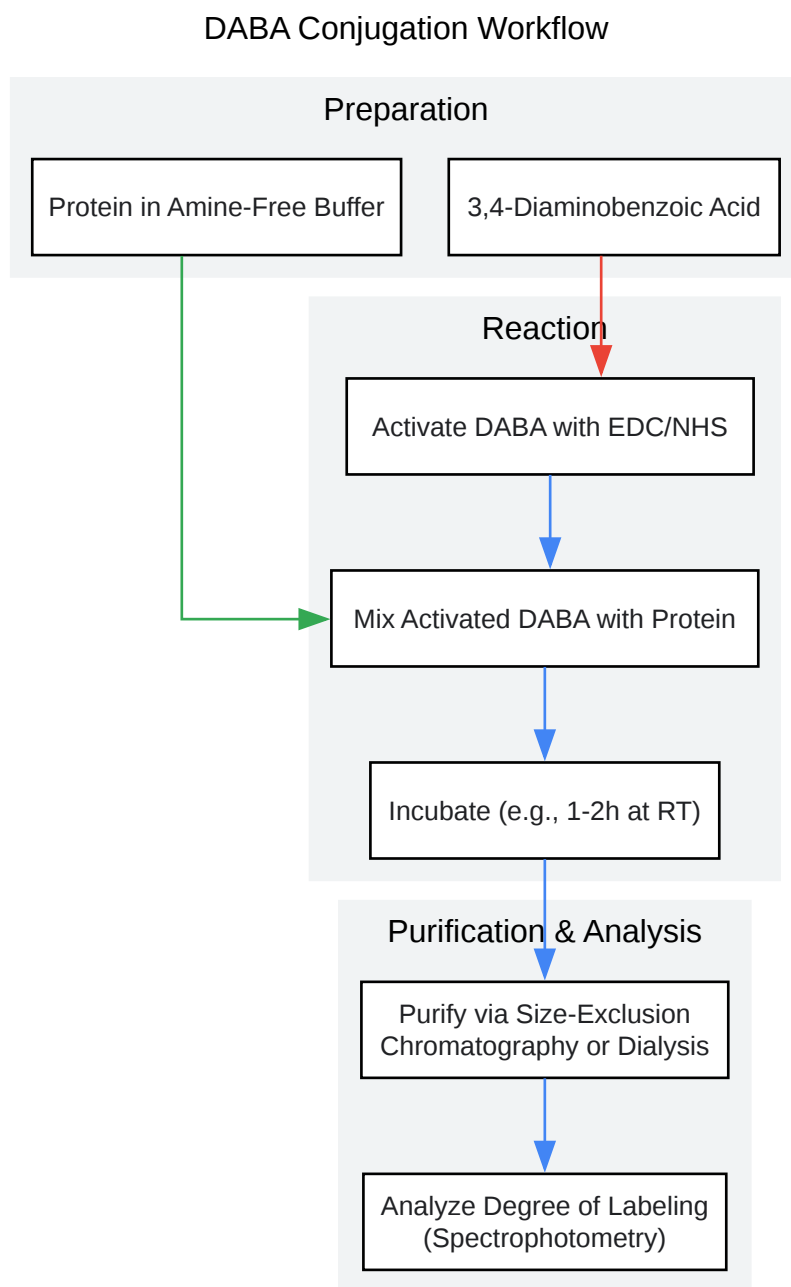 DABA Conjugation Workflow
Preparation
Protein in Amine-Free Buffer
3,4-Diaminobenzoic Acid
Reaction
Activate DABA with EDC/NHS
Mix Activated DABA with Protein
Incubate (e.g., 1-2h at RT)
Purification & Analysis
Purify via Size-Exclusion
Chromatography or Dialysis
Analyze Degree of Labeling
(Spectrophotometry)